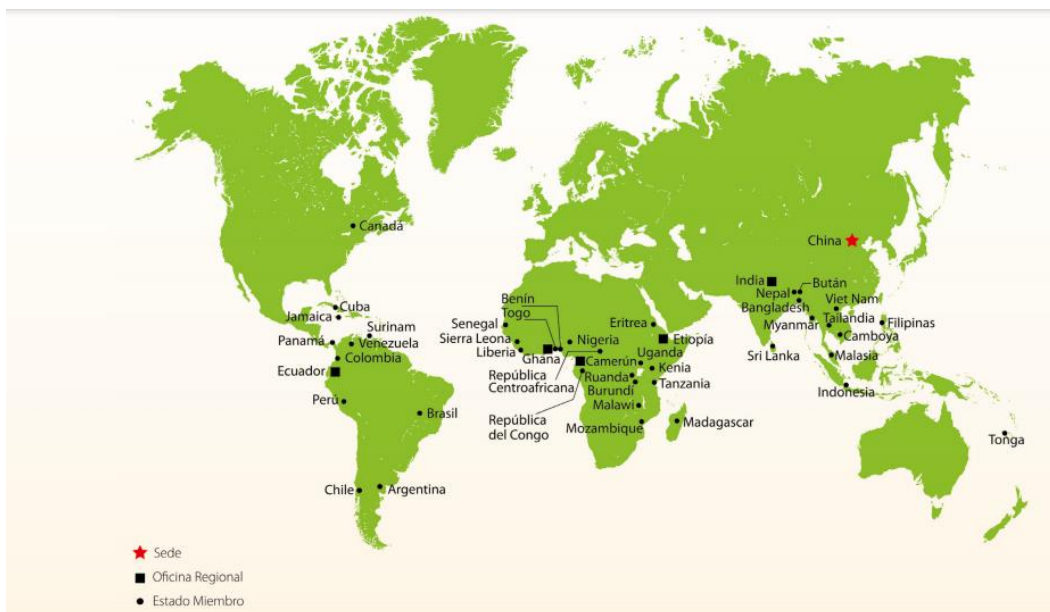 Canadá
China
India
Bután
Nepal
Bangladesh
Viet Nam
Myanmar
Tailandia
Filipinas
Camboya
Sri Lanka
Malasia
Indonesia
Cuba
Jamaica
Surinam
Panamá
Venezuela
Colombia
Ecuador
Perú
Brasil
Chile
Argentina
Benín
Togo
Senegal
Sierra Leona
Liberia
Ghana
Nigeria
Eritrea
Etiopía
República
Centroafricana
Camerún
Uganda
Kenia
Ruanda
Burundí
Tanzania
Malawi
República
del Congo
Mozambique
Madagascar
Tonga
Sede
Oficina Regional
Estado Miembro